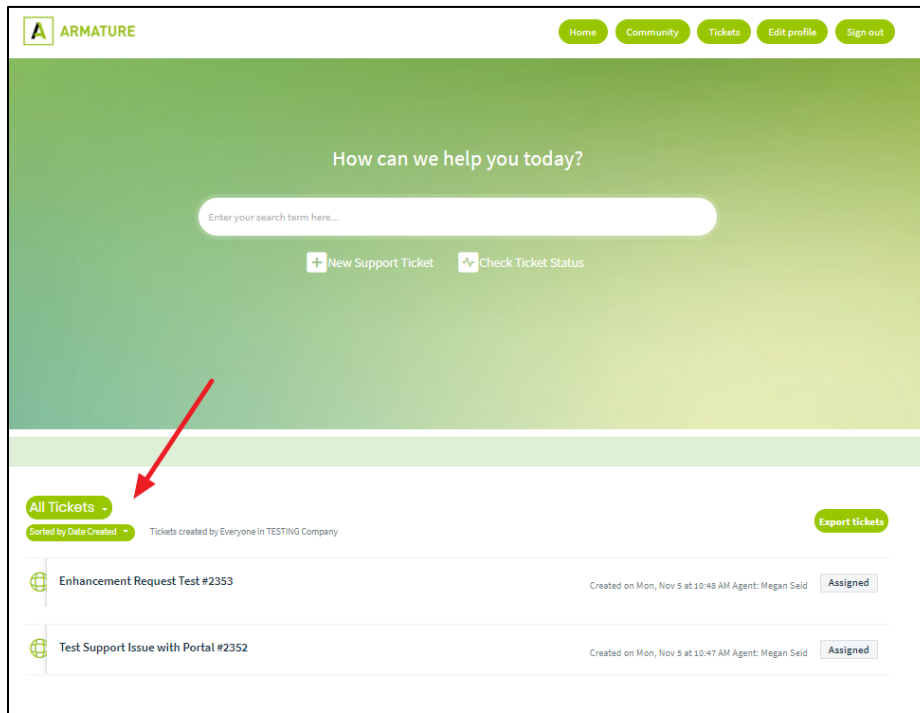 ARMATURE
Home Community Tickets Edit profile Sign out
How can we help you today?
Enter your search term here...
New Support Ticket Check Ticket Status
All Tickets
Sorted by Date Created Tickets created by Everyone in TESTING Company
Export tickets
Enhancement Request Test #2353
Created on Mon, Nov 5 at 10:48 AM Agent: Megan Seid Assigned
Test Support Issue with Portal #2352
Created on Mon, Nov 5 at 10:47 AM Agent: Megan Seid Assigned